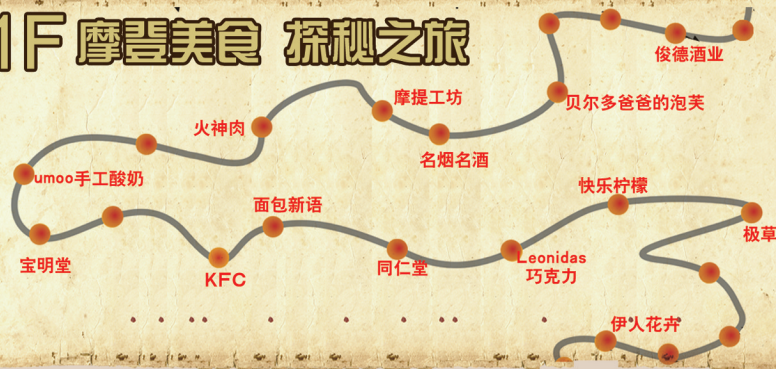 1F 摩登美食 探秘之旅
俊德酒业
摩提工坊
贝尔多爸爸的泡芙
火神肉
名烟名酒
umoo手工酸奶
快乐柠檬
面包新语
极草
宝明堂
KFC
同仁堂
Leonidas
巧克力
伊人花卉